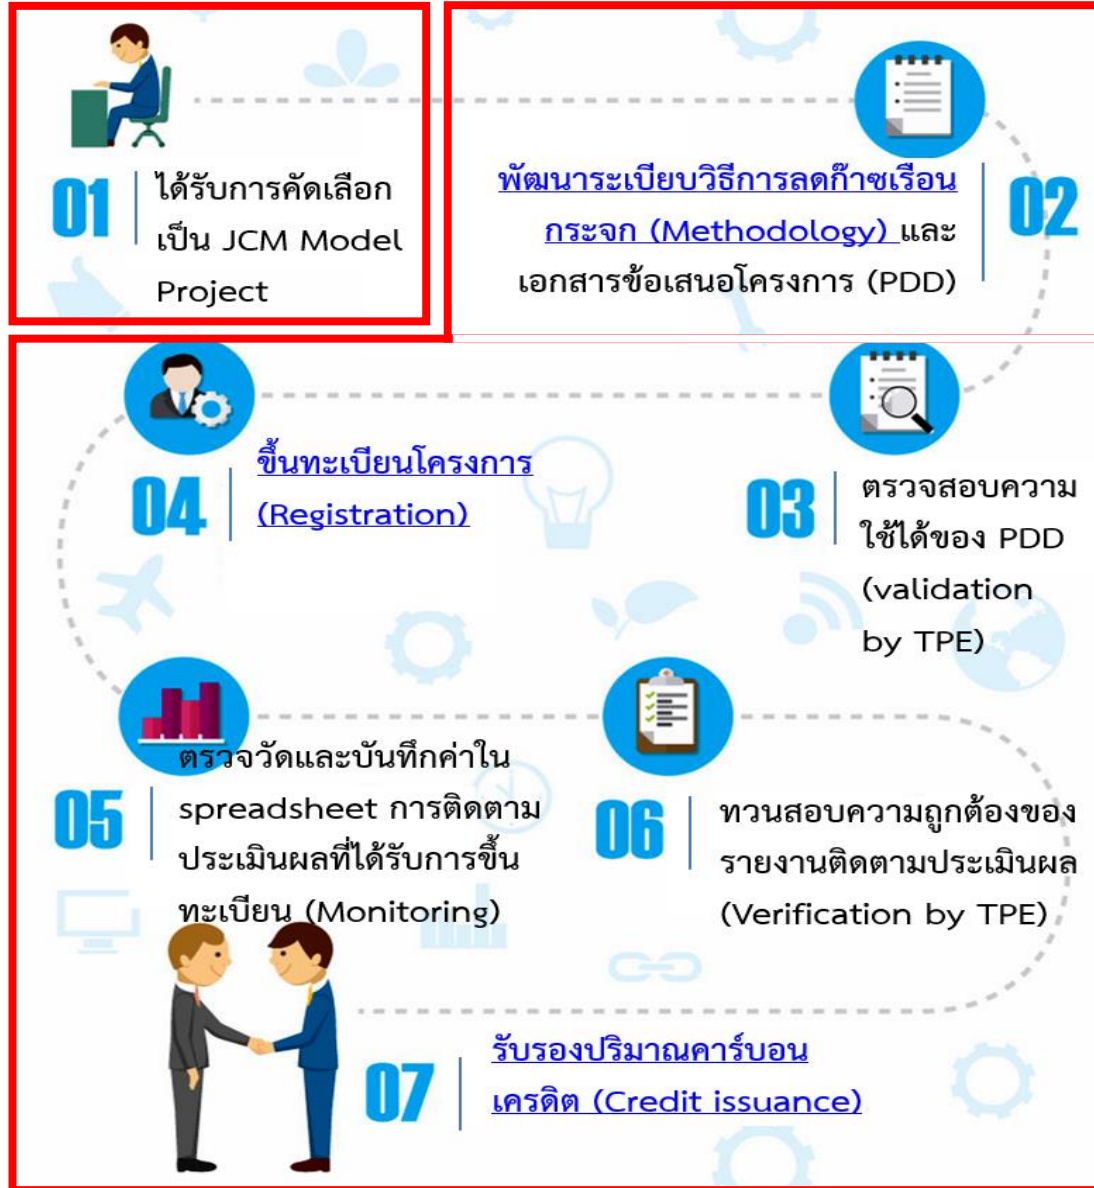 01
ได้รับการคัดเลือก
เป็น JCM Model
Project
พัฒนาระเบียบวิธีการลดก๊าซเรือน
กระจก (Methodology) และ
เอกสารข้อเสนอโครงการ (PDD)
02
03
ตรวจสอบความ
ใช้ได้ของ PDD
(validation
by TPE)
04
ขึ้นทะเบียนโครงการ
(Registration)
05
ตรวจวัดและบันทึกค่าใน
spreadsheet การติดตาม
ประเมินผลที่ได้รับการขึ้น
ทะเบียน (Monitoring)
06
ทวนสอบความถูกต้องของ
รายงานติดตามประเมินผล
(Verification by TPE)
07
รับรองปริมาณคาร์บอน
เครดิต (Credit issuance)